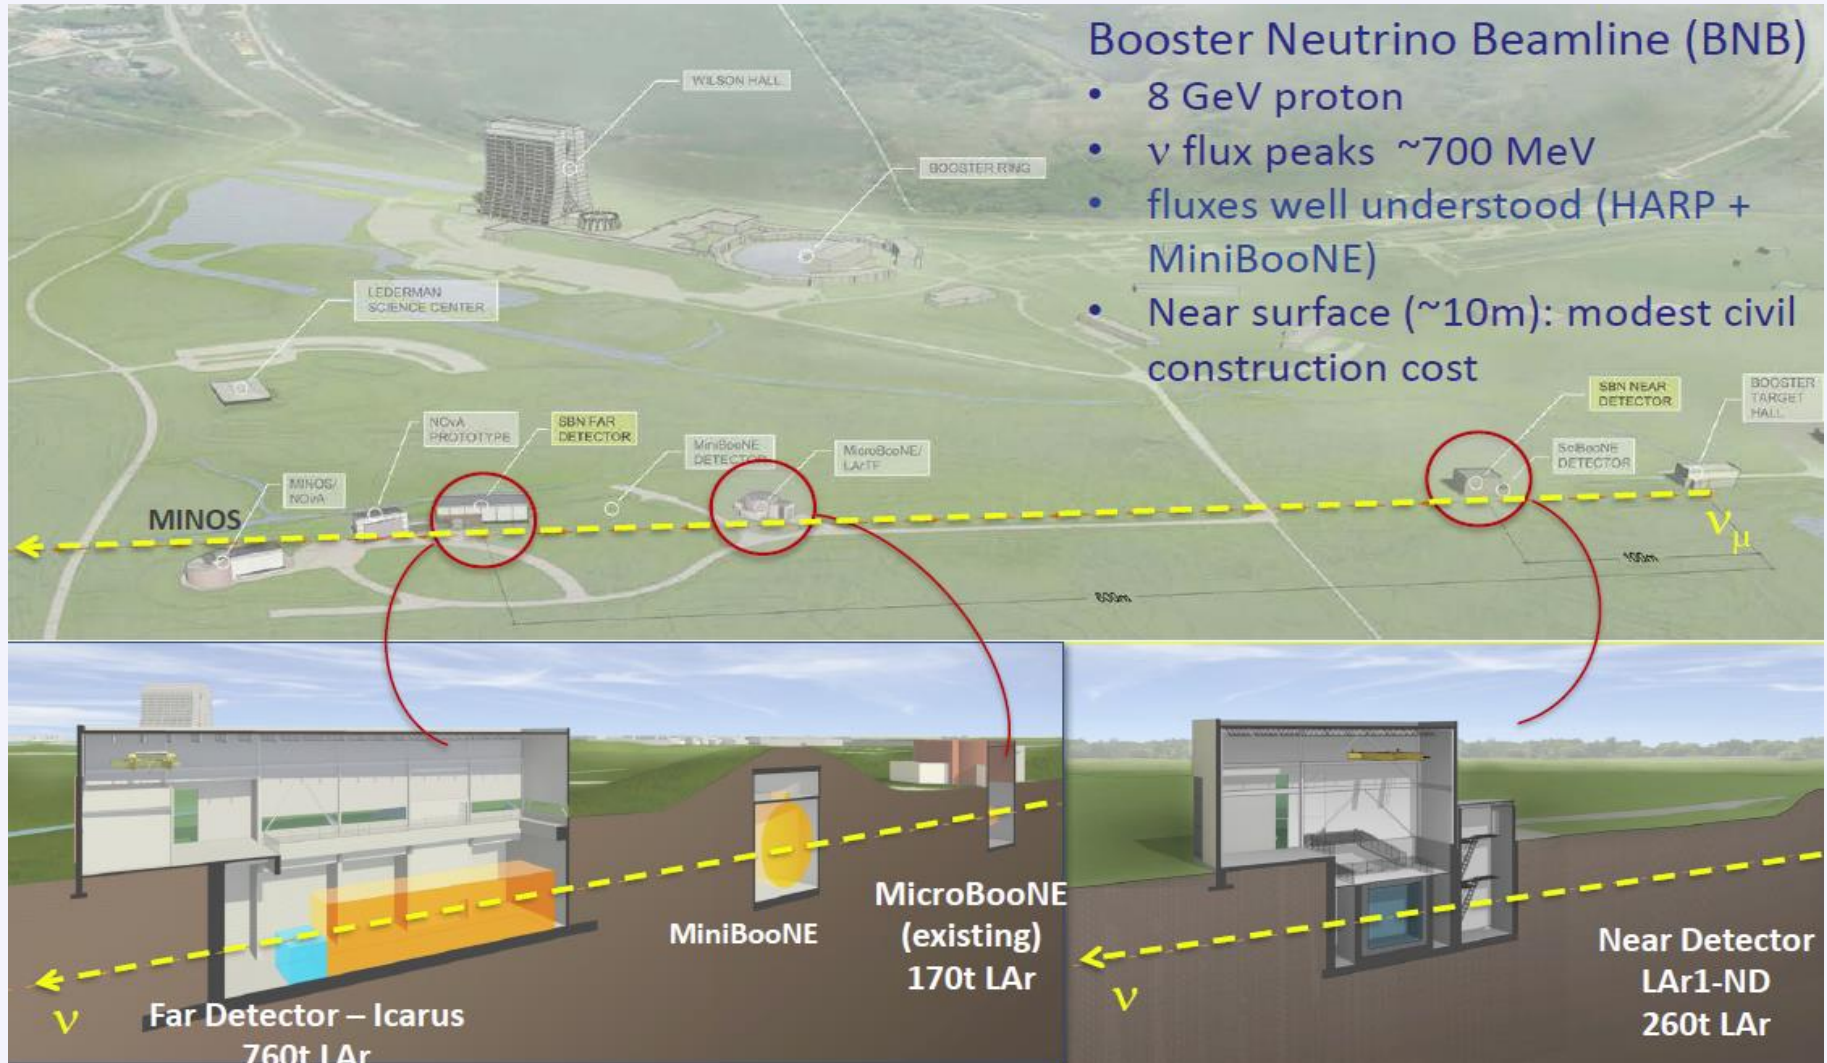 Booster Neutrino Beamline (BNB)
• 8 GeV proton
• ν flux peaks ~700 MeV
• fluxes well understood (HARP +
MiniBooNE)
• Near surface (~10m): modest civil
construction cost
WILSON HALL
BOOSTER RING
LEDERMAN
SCIENCE CENTER
SBN NEAR
DETECTOR
BOOSTER
TARGET
HALL
NOvA
PROTOTYPE
SBN FAR
DETECTOR
MiniBooNE
DETECTOR
MicroBooNE/
LArTF
SciBooNE
DETECTOR
MINOS/
NOvA
MINOS
νμ
100m
600m
MiniBooNE
MicroBooNE
(existing)
170t LAr
ν
Far Detector – Icarus
760t LAr
ν
Near Detector
LAr1-ND
260t LAr